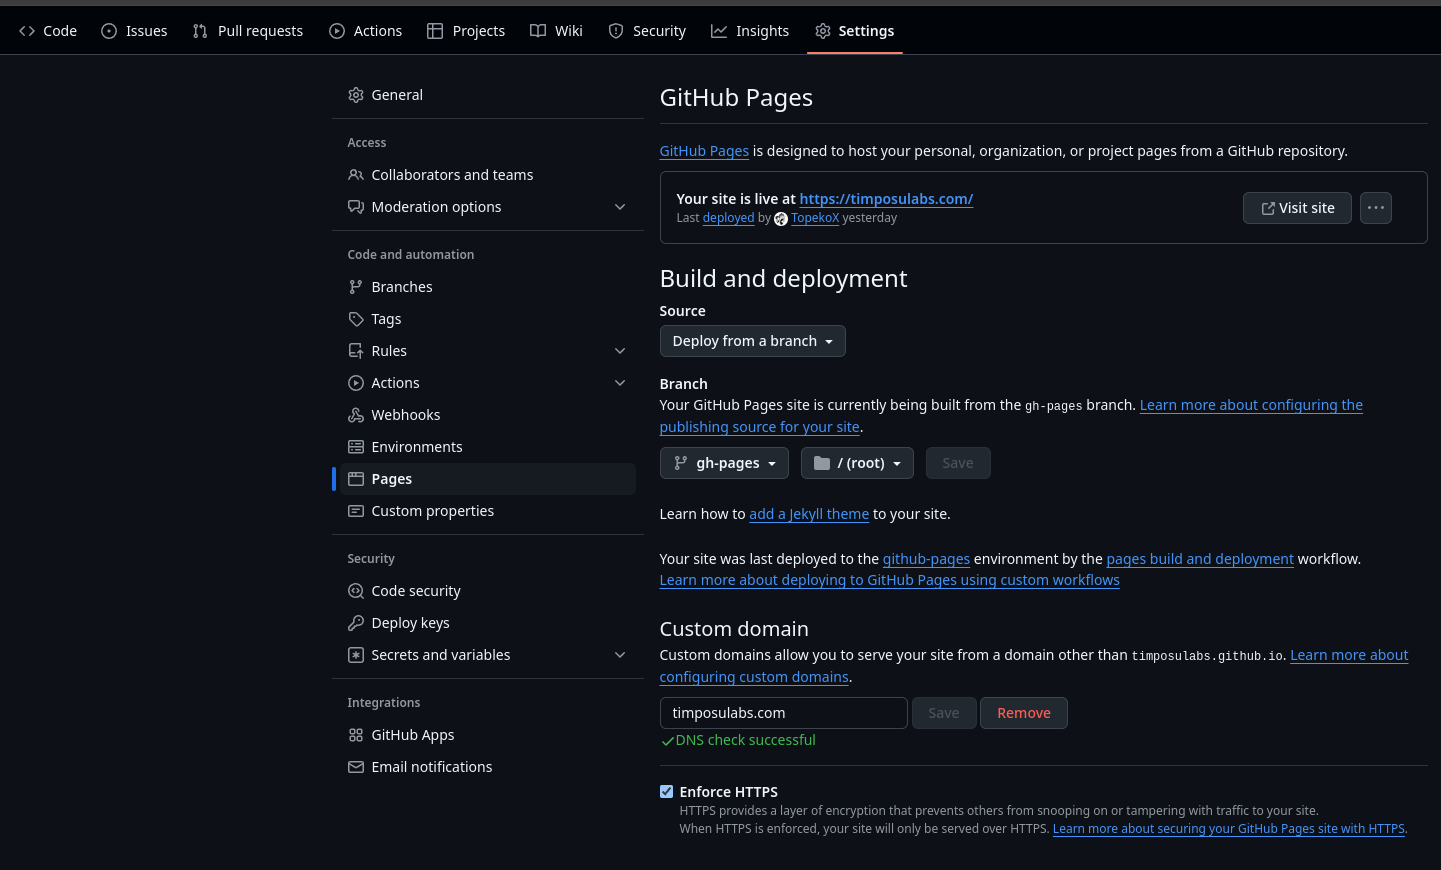 Code Issues Pull requests Actions Projects Wiki Security Insights Settings
General
Access
Collaborators and teams
Moderation options
Code and automation
Branches
Tags
Rules
Actions
Webhooks
Environments
Pages
Custom properties
Security
Code security
Deploy keys
Secrets and variables
Integrations
GitHub Apps
Email notifications
GitHub Pages
GitHub Pages is designed to host your personal, organization, or project pages from a GitHub repository.
Your site is live at https://timposulabs.com/
Last deployed by TopekoX yesterday
Visit site
Build and deployment
Source
Deploy from a branch
Branch
Your GitHub Pages site is currently being built from the gh-pages branch. Learn more about configuring the
publishing source for your site.
gh-pages / (root) Save
Learn how to add a Jekyll theme to your site.
Your site was last deployed to the github-pages environment by the pages build and deployment workflow.
Learn more about deploying to GitHub Pages using custom workflows
Custom domain
Custom domains allow you to serve your site from a domain other than timposulabs.github.io. Learn more about
configuring custom domains.
timposulabs.com Save Remove
DNS check successful
Enforce HTTPS
HTTPS provides a layer of encryption that prevents others from snooping on or tampering with traffic to your site.
When HTTPS is enforced, your site will only be served over HTTPS. Learn more about securing your GitHub Pages site with HTTPS.